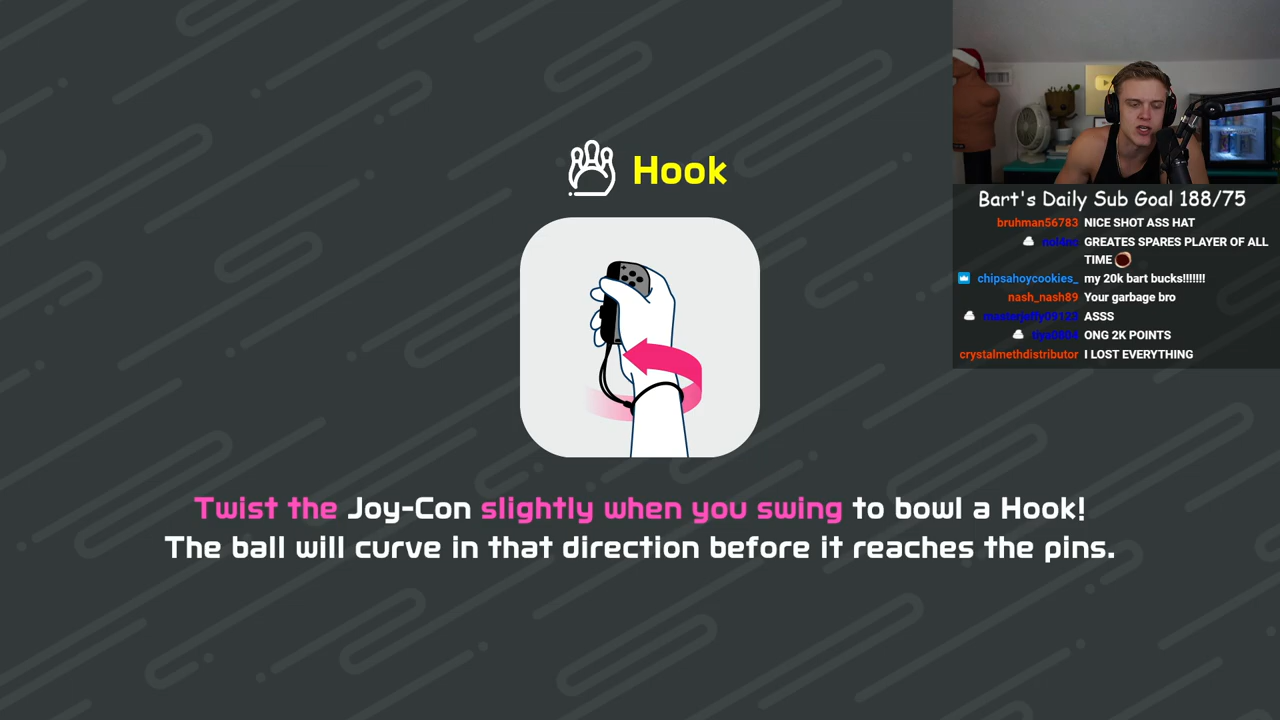 Hook
Twist the Joy-Con slightly when you swing to bowl a Hook!
The ball will curve in that direction before it reaches the pins.
Bart's Daily Sub Goal 188/75
bruhman56783 NICE SHOT ASS HAT
GREATES SPARES PLAYER OF ALL
TIME
chipsahoycookies_ my 20k bart bucks!!!!!!!
nash_nash89 Your garbage bro
masterjeffy09123 ASSS
ONG 2K POINTS
crystalmethdistributor I LOST EVERYTHING